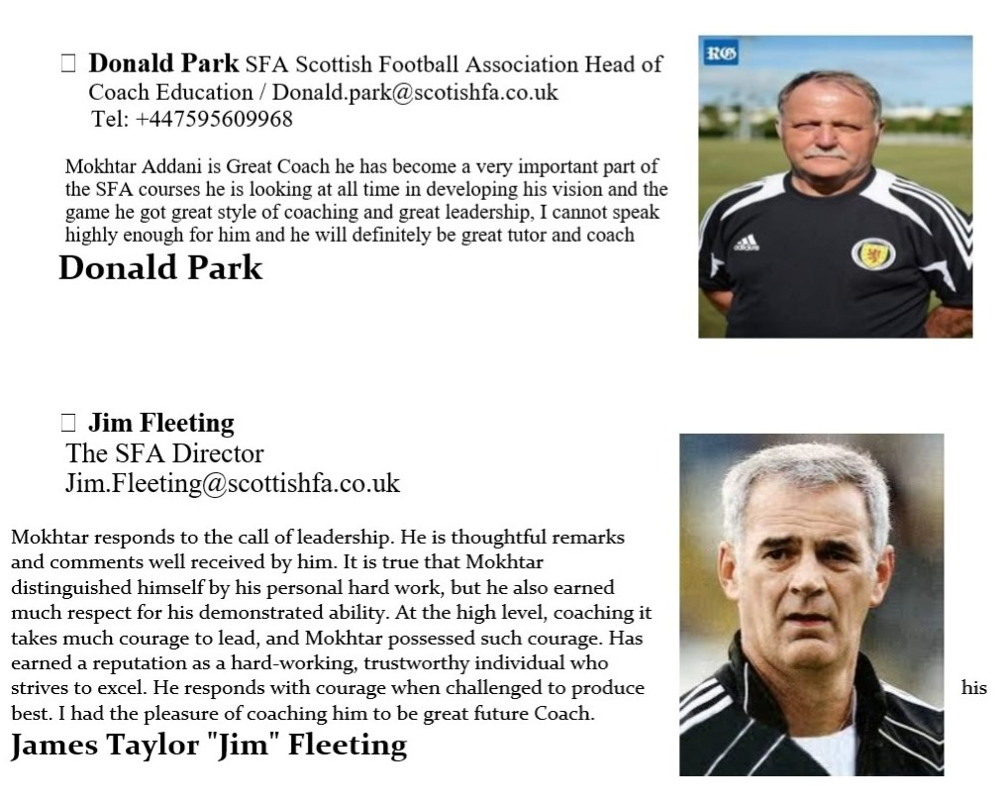 Donald Park SFA Scottish Football Association Head of
Coach Education / Donald.park@scotishfa.co.uk
Tel: +447595609968
Mokhtar Addani is Great Coach he has become a very important part of
the SFA courses he is looking at all time in developing his vision and the
game he got great style of coaching and great leadership, I cannot speak
highly enough for him and he will definitely be great tutor and coach
Donald Park
RG
adidas
Jim Fleeting
The SFA Director
Jim.Fleeting@scottishfa.co.uk
Mokhtar responds to the call of leadership. He is thoughtful remarks
and comments well received by him. It is true that Mokhtar
distinguished himself by his personal hard work, but he also earned
much respect for his demonstrated ability. At the high level, coaching it
takes much courage to lead, and Mokhtar possessed such courage. Has
earned a reputation as a hard-working, trustworthy individual who
strives to excel. He responds with courage when challenged to produce his
best. I had the pleasure of coaching him to be great future Coach.
James Taylor "Jim" Fleeting